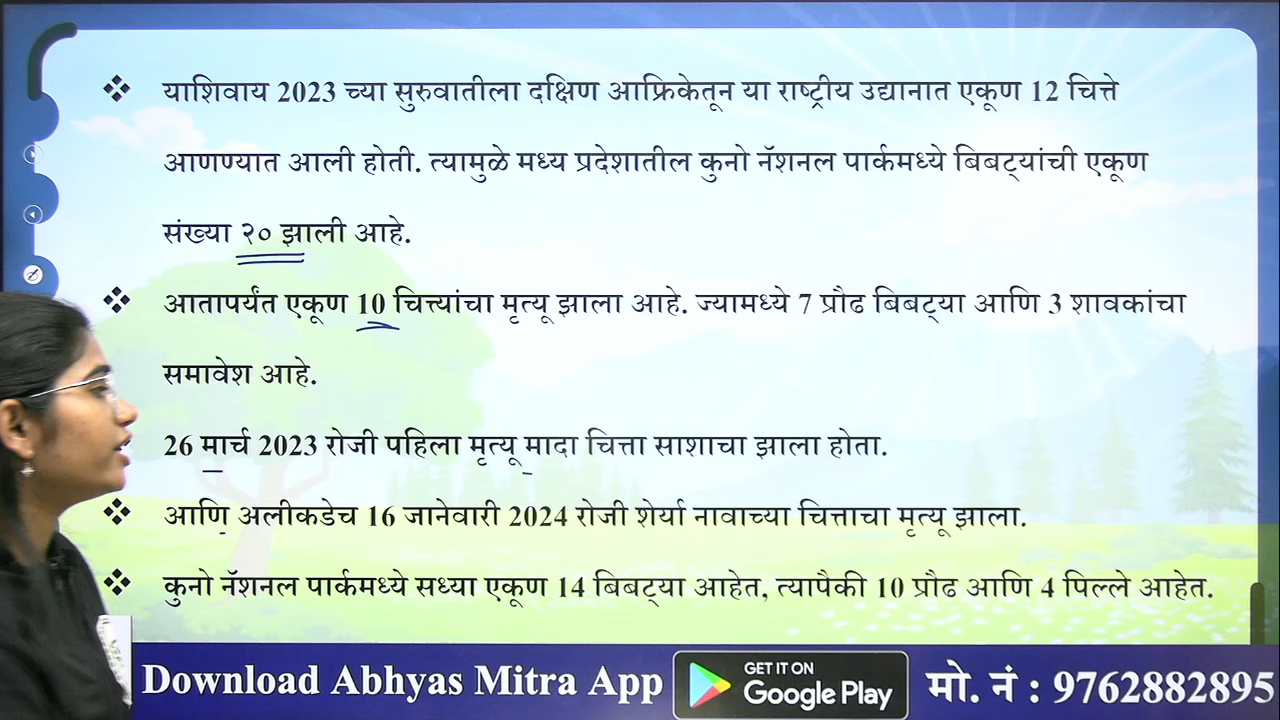 याशिवाय 2023 च्या सुरुवातीला दक्षिण आफ्रिकेतून या राष्ट्रीय उद्यानात एकूण 12 चित्ते
आणण्यात आली होती. त्यामुळे मध्य प्रदेशातील कुनो नॅशनल पार्कमध्ये बिबट्यांची एकूण
संख्या २० झाली आहे.
आतापर्यंत एकूण 10 चित्त्यांचा मृत्यू झाला आहे. ज्यामध्ये 7 प्रौढ बिबट्या आणि 3 शावकांचा
समावेश आहे.
26 मार्च 2023 रोजी पहिला मृत्यू मादा चित्ता साशाचा झाला होता.
आणि अलीकडेच 16 जानेवारी 2024 रोजी शेर्या नावाच्या चित्ताचा मृत्यू झाला.
कुनो नॅशनल पार्कमध्ये सध्या एकूण 14 बिबट्या आहेत, त्यापैकी 10 प्रौढ आणि 4 पिल्ले आहेत.
Download Abhyas Mitra App
GET IT ON
Google Play
मो. नं : 9762882895